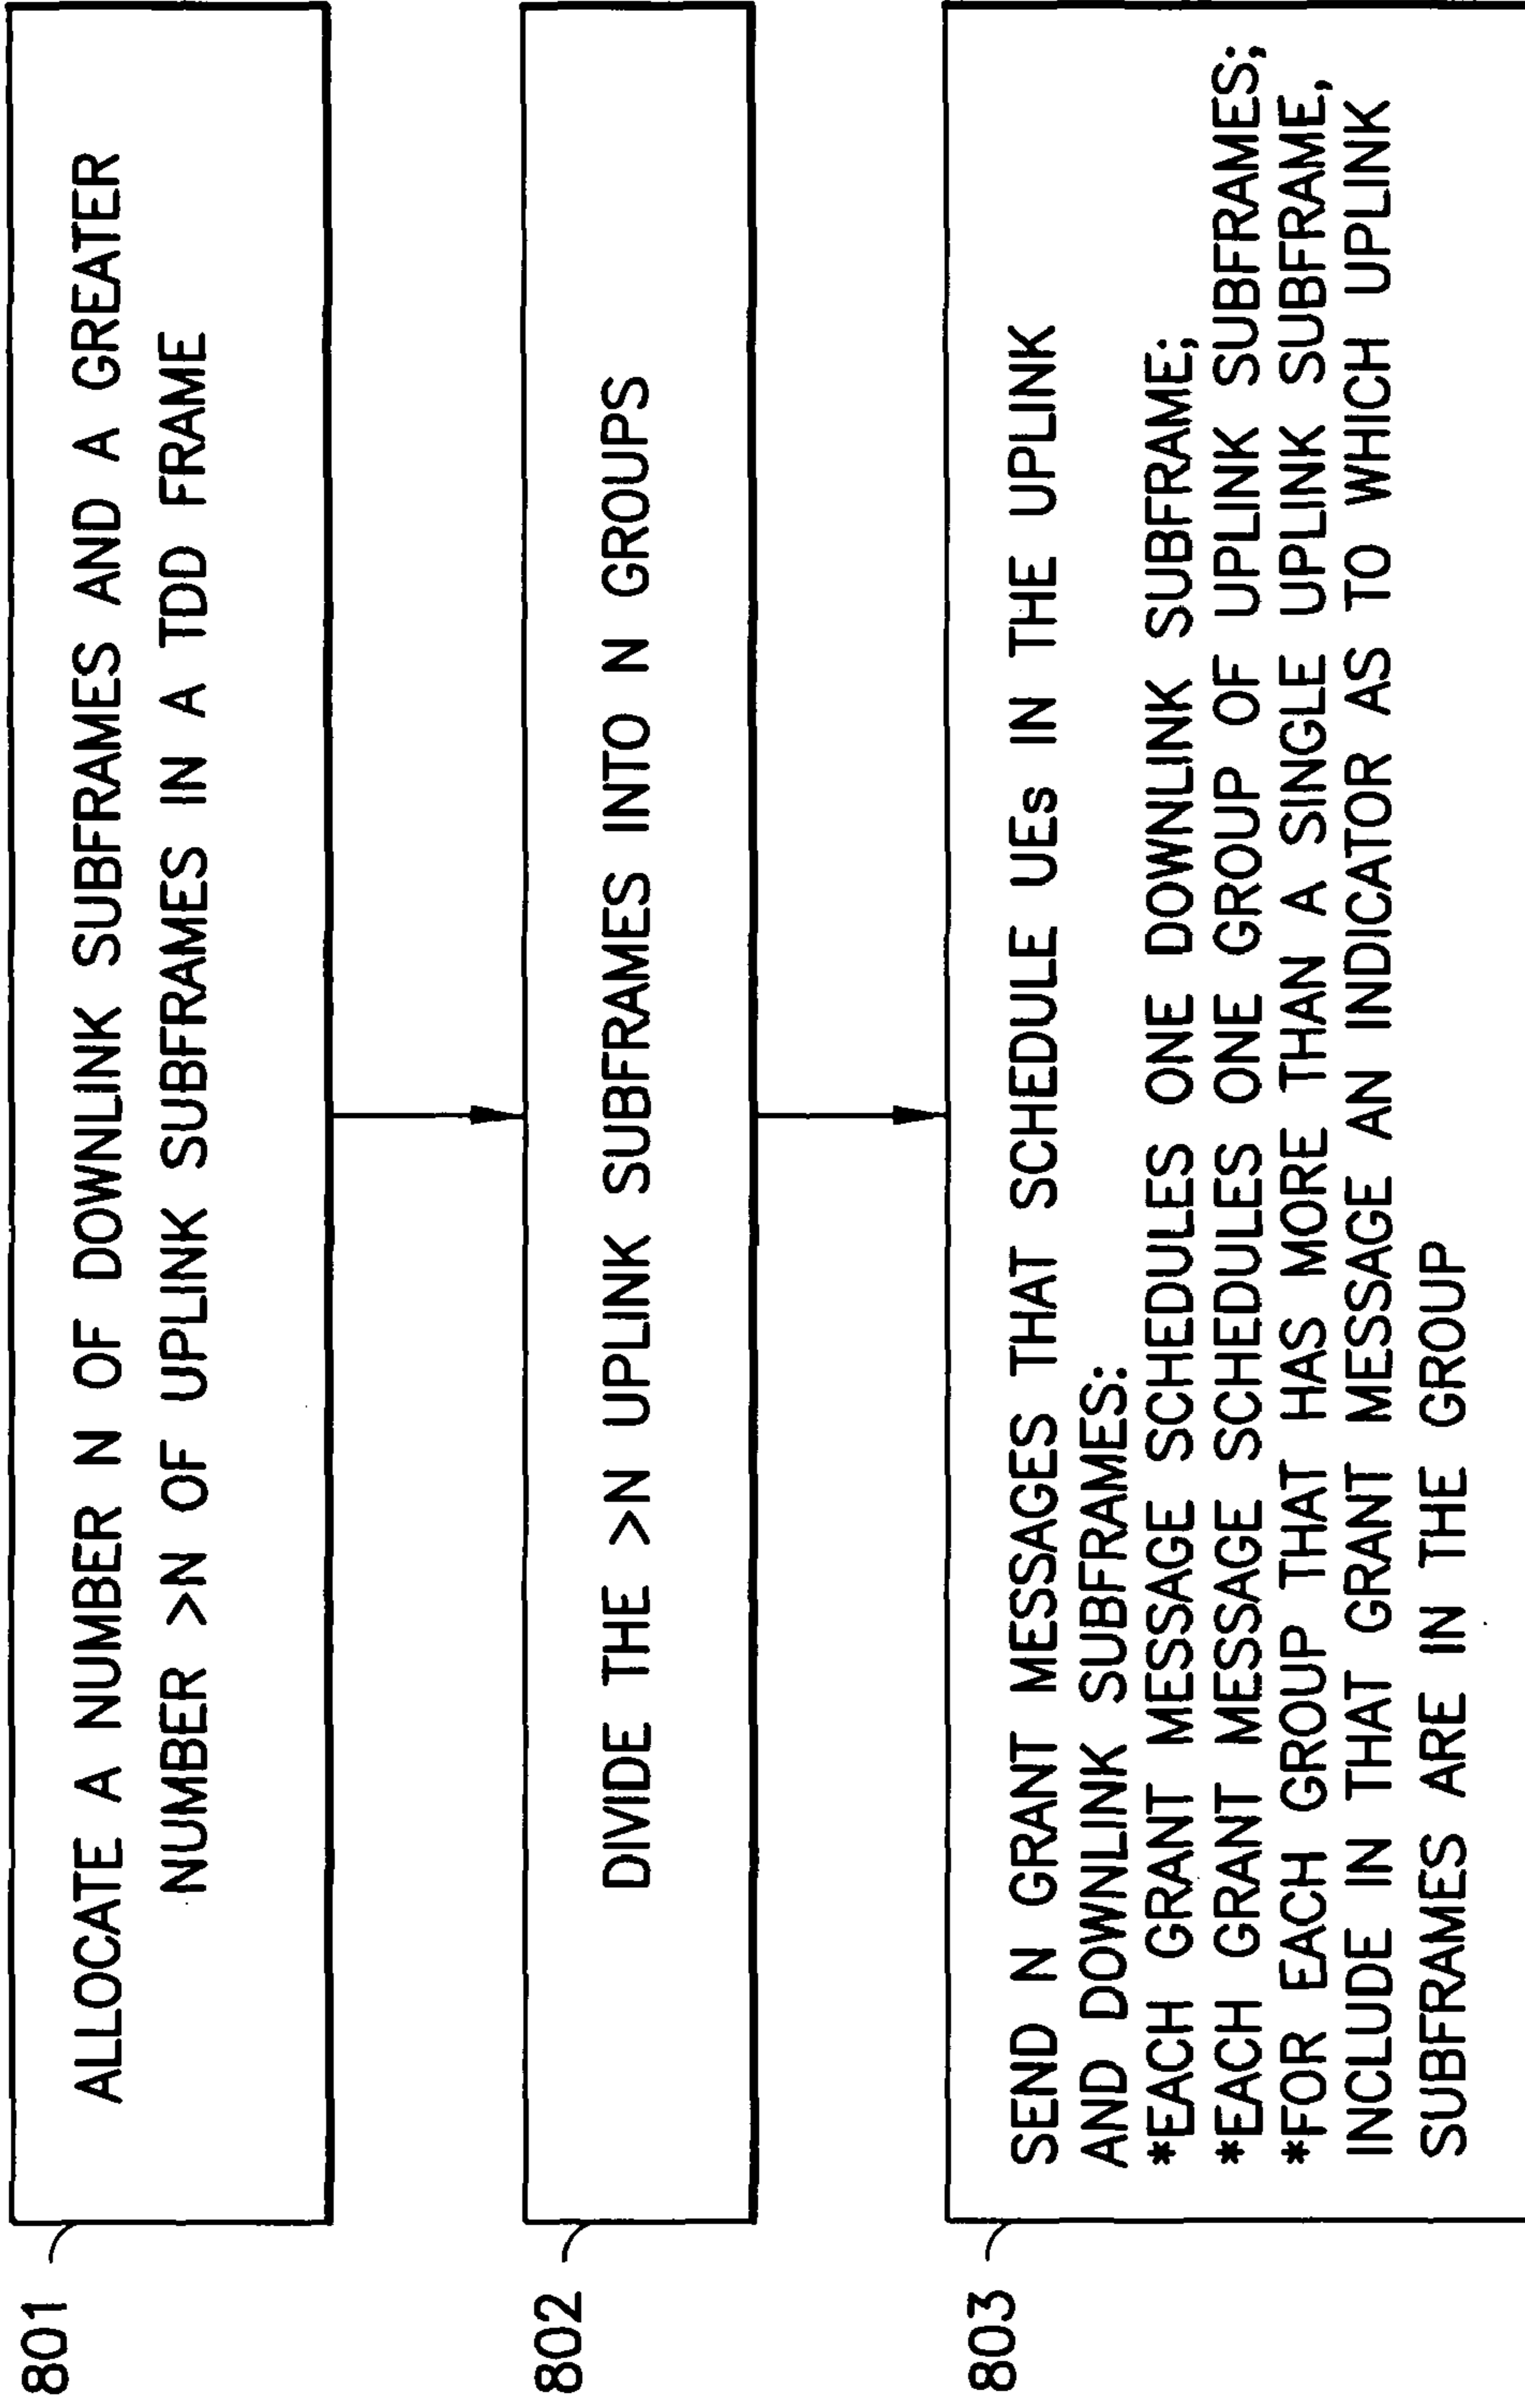 801
ALLOCATE A NUMBER N OF DOWNLINK SUBFRAMES AND A GREATER
NUMBER >N OF UPLINK SUBFRAMES IN A TDD FRAME
802
DIVIDE THE >N UPLINK SUBFRAMES INTO N GROUPS
803
SEND N GRANT MESSAGES THAT SCHEDULE UEs IN THE UPLINK
AND DOWNLINK SUBFRAMES:
*EACH GRANT MESSAGE SCHEDULES ONE DOWNLINK SUBFRAME;
*EACH GRANT MESSAGE SCHEDULES ONE GROUP OF UPLINK SUBFRAMES;
*FOR EACH GROUP THAT HAS MORE THAN A SINGLE UPLINK SUBFRAME,
INCLUDE IN THAT GRANT MESSAGE AN INDICATOR AS TO WHICH UPLINK
SUBFRAMES ARE IN THE GROUP